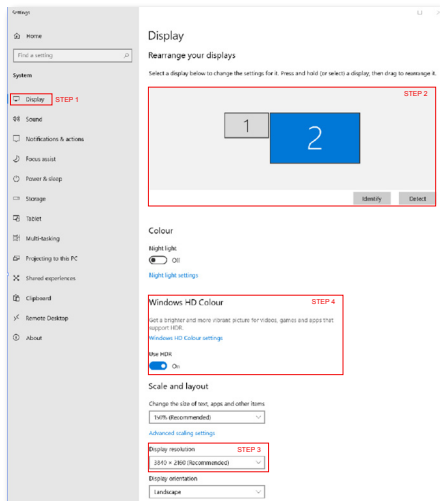 Settings
Home
Find a setting
System
Display STEP 1
Sound
Notifications & actions
Focus assist
Power & sleep
Storage
Tablet
Multi-tasking
Projecting to this PC
Shared experiences
Clipboard
Remote Desktop
About
Display
Rearrange your displays
Select a display below to change the settings for it. Press and hold (or select) a display, then drag to rearrange it.
STEP 2
1
2
Identify Detect
Colour
Night light
Off
Night light settings
Windows HD Colour STEP 4
Get a brighter and more vibrant picture for videos, games and apps that
support HDR.
Windows HD Colour settings
Use HDR
On
Scale and layout
Change the size of text, apps and other items
150% (Recommended)
Advanced scaling settings
Display resolution STEP 3
3840 × 2160 (Recommended)
Display orientation
Landscape